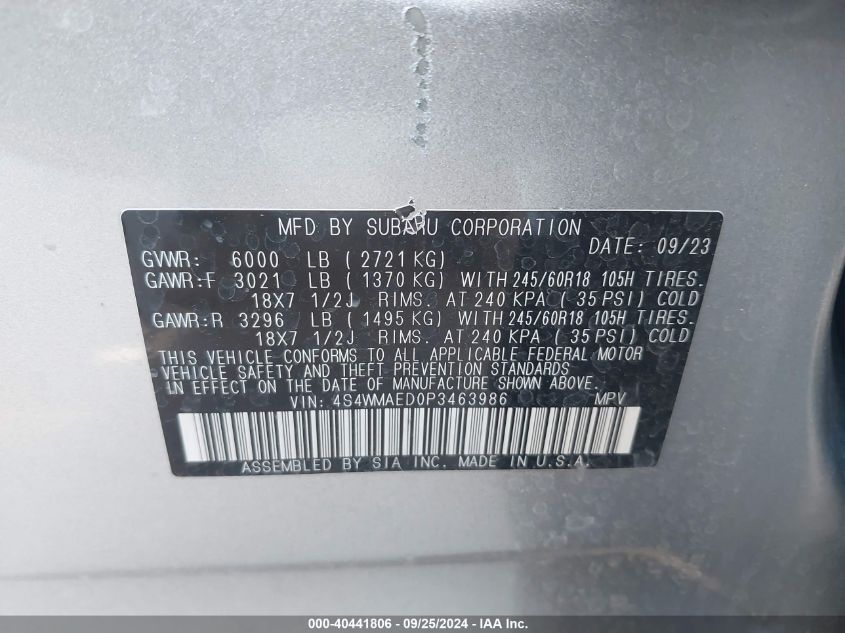 MFD BY SUBARU CORPORATION
DATE: 09/23
GVWR: 6000 LB ( 2721 KG)
GAWR:F 3021 LB ( 1370 KG) WITH 245/60R18 105H TIRES.
18X7 1/2J RIMS. AT 240 KPA ( 35 PSI) COLD
GAWR:R 3296 LB ( 1495 KG) WITH 245/60R18 105H TIRES.
18X7 1/2J RIMS. AT 240 KPA ( 35 PSI) COLD
THIS VEHICLE CONFORMS TO ALL APPLICABLE FEDERAL MOTOR
VEHICLE SAFETY AND THEFT PREVENTION STANDARDS
IN EFFECT ON THE DATE OF MANUFACTURE SHOWN ABOVE.
VIN: 4S4WMAED0P3463986 MPV
ASSEMBLED BY SIA INC. MADE IN U.S.A.
000-40441806 - 09/25/2024 - IAA Inc.